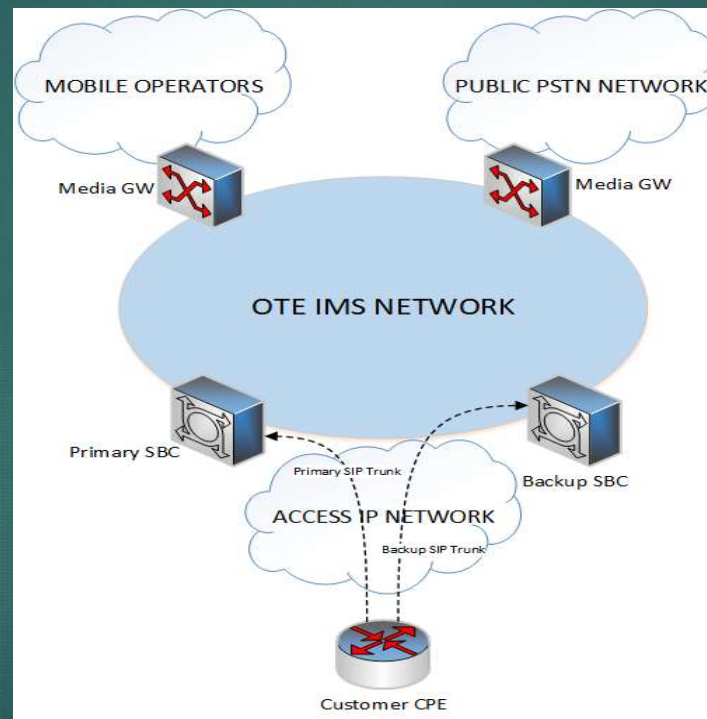 MOBILE OPERATORS
PUBLIC PSTN NETWORK
Media GW
Media GW
OTE IMS NETWORK
Primary SBC
Backup SBC
Primary SIP Trunk
ACCESS IP NETWORK
Backup SIP Trunk
Customer CPE